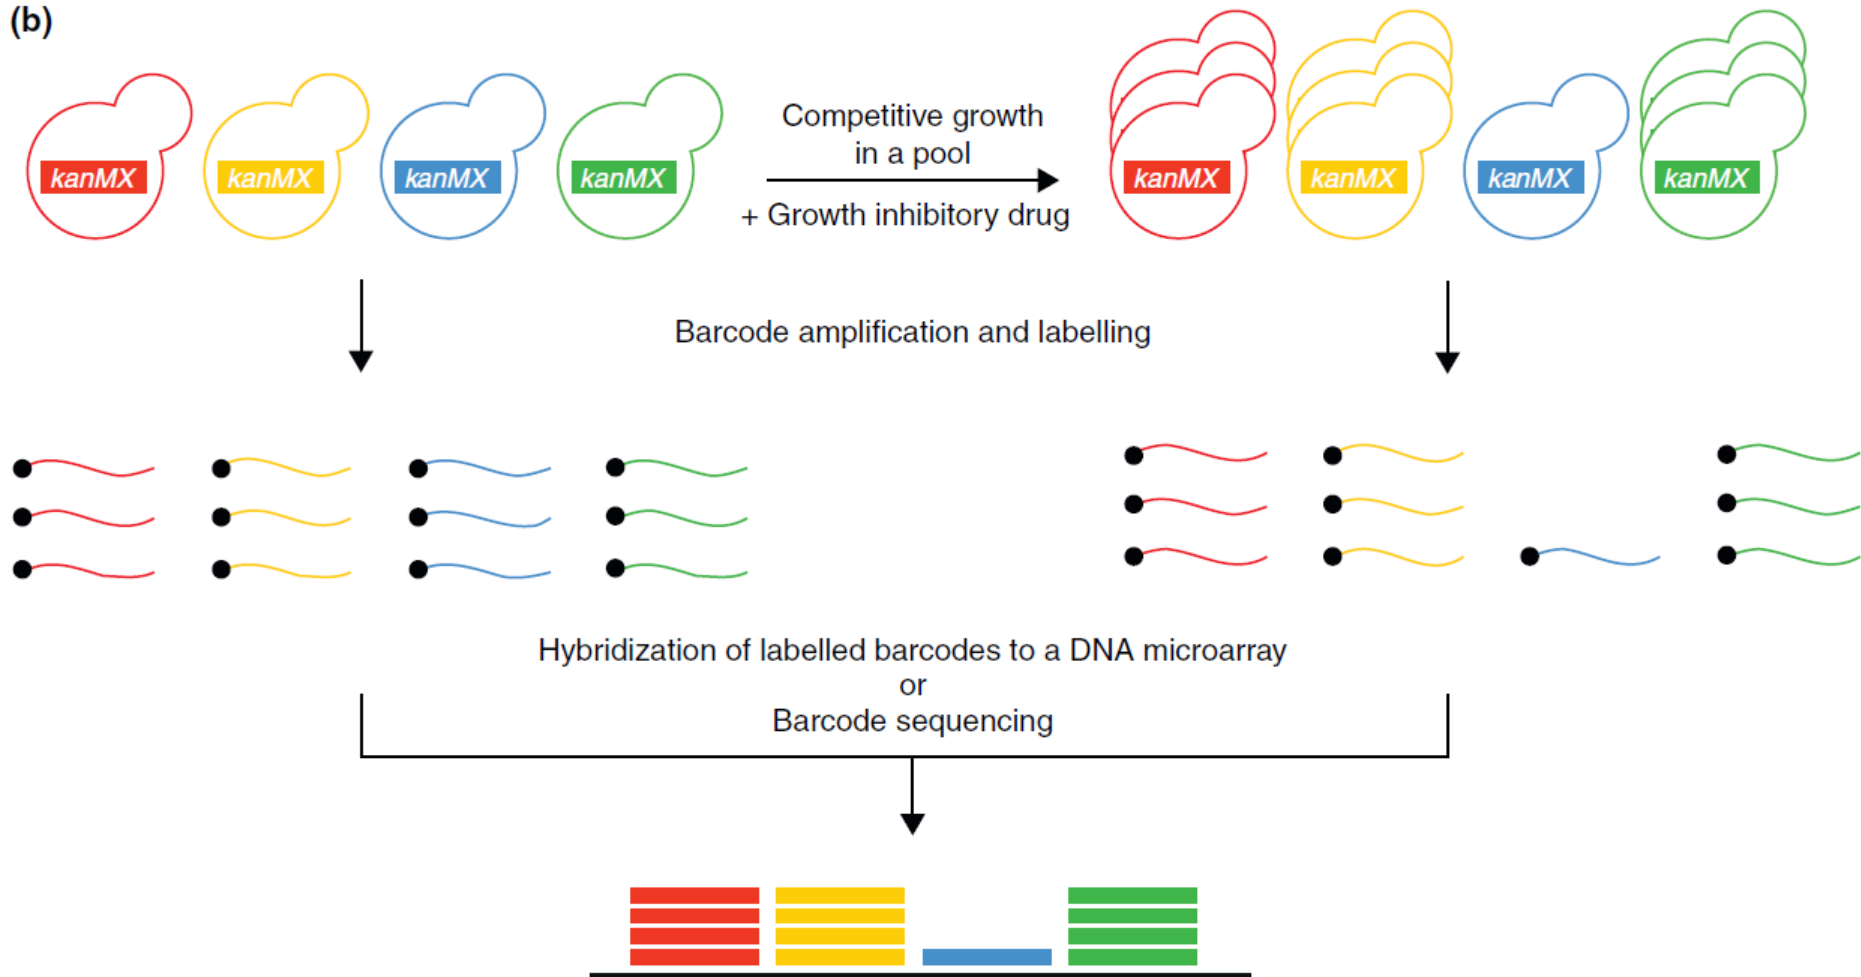 (b)
kanMX kanMX kanMX kanMX
Competitive growth
in a pool
+ Growth inhibitory drug
kanMX kanMX kanMX kanMX
Barcode amplification and labelling
Hybridization of labelled barcodes to a DNA microarray
or
Barcode sequencing